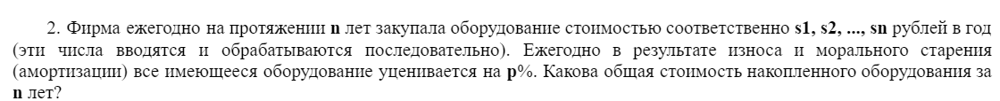 2. Фирма ежегодно на протяжении n лет закупала оборудование стоимостью соответственно s1, s2, ..., sn рублей в год
(эти числа вводятся и обрабатываются последовательно). Ежегодно в результате износа и морального старения
(амортизации) все имеющееся оборудование уценивается на p%. Какова общая стоимость накопленного оборудования за
n лет?